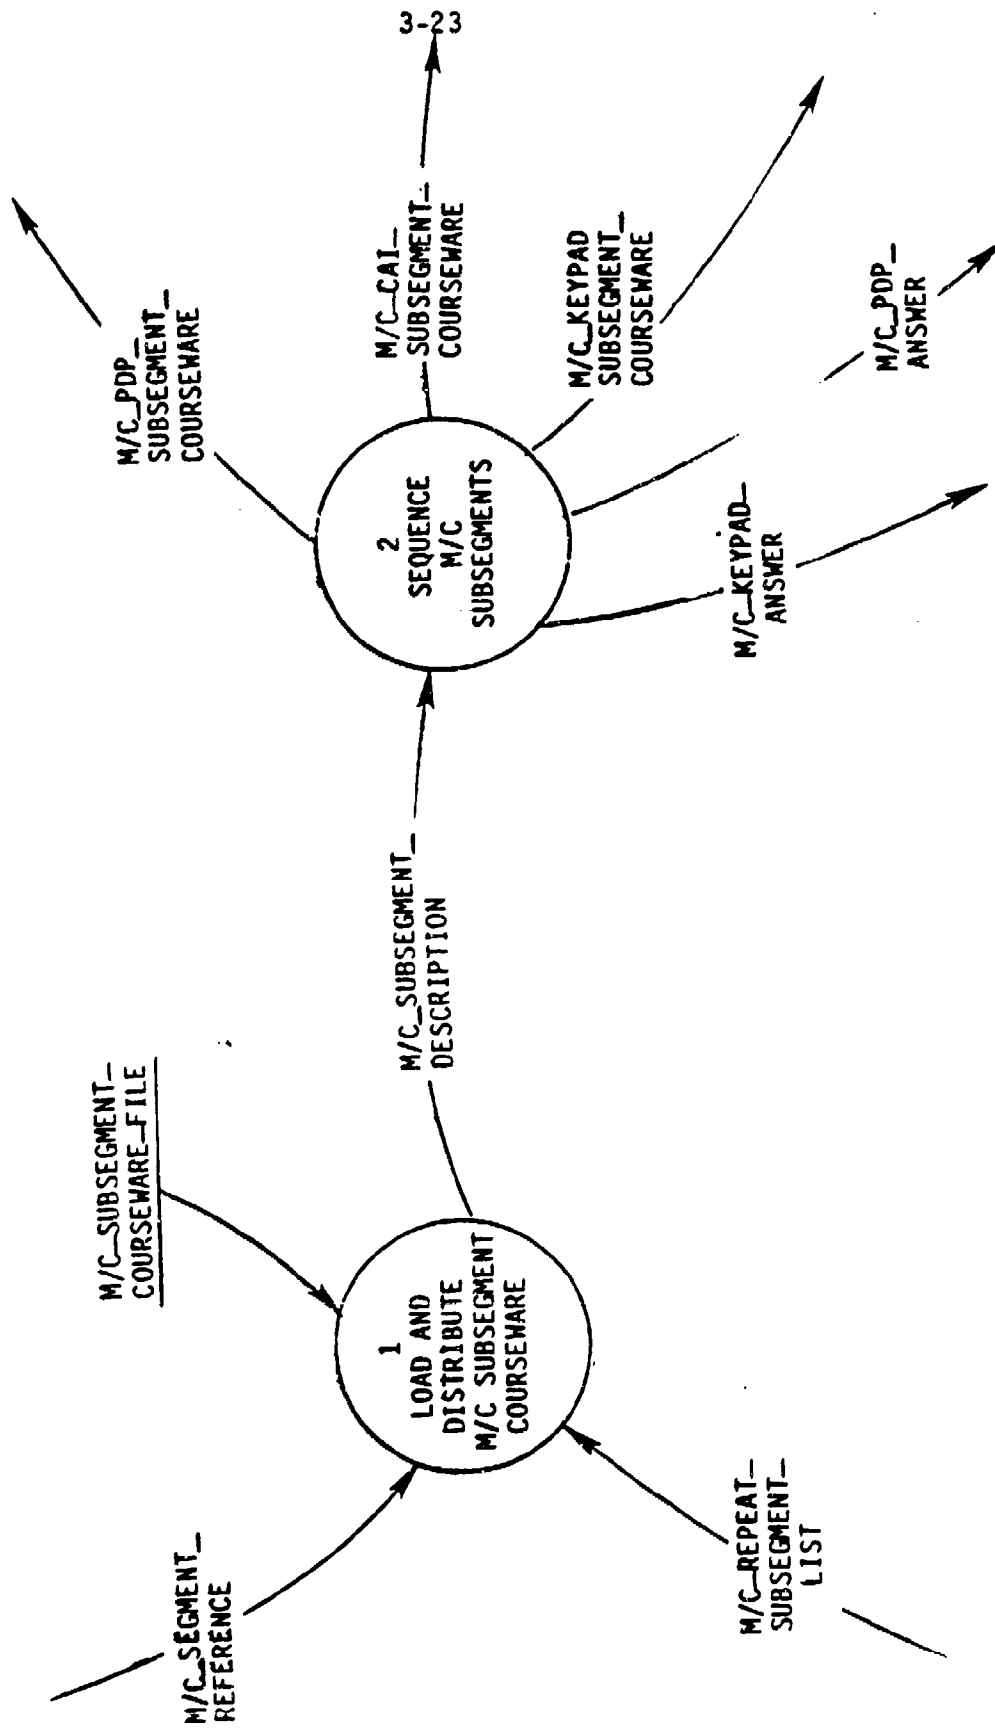 3-23
M/C_SEGMENT_
REFERENCE
M/C_SUBSEGMENT_
COURSEWARE_FILE
1
LOAD AND
DISTRIBUTE
M/C SUBSEGMENT
COURSEWARE
M/C_REPEAT_
SUBSEGMENT_
LIST
M/C_SUBSEGMENT_
DESCRIPTION
2
SEQUENCE
M/C
SUBSEGMENTS
M/C_PDP_
SUBSEGMENT_
COURSEWARE
M/C_CAI_
SUBSEGMENT_
COURSEWARE
M/C_KEYPAD
SUBSEGMENT_
COURSEWARE
M/C_PDP_
ANSWER
M/C_KEYPAD_
ANSWER